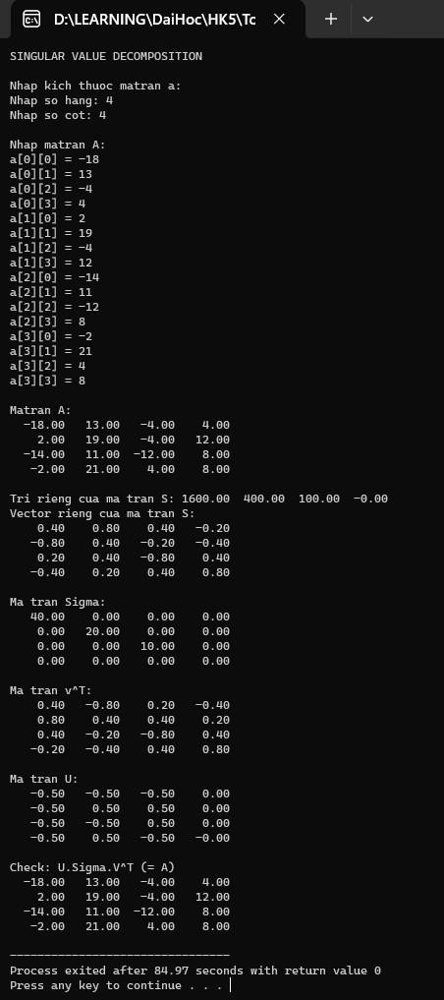 D:\LEARNING\DaiHoc\HK5\Tc
SINGULAR VALUE DECOMPOSITION
Nhap kich thuoc matran a:
Nhap so hang: 4
Nhap so cot: 4
Nhap matran A:
a[0][0] = -18
a[0][1] = 13
a[0][2] = -4
a[0][3] = 4
a[1][0] = 2
a[1][1] = 19
a[1][2] = -4
a[1][3] = 12
a[2][0] = -14
a[2][1] = 11
a[2][2] = -12
a[2][3] = 8
a[3][0] = -2
a[3][1] = 21
a[3][2] = 4
a[3][3] = 8
Matran A:
-18.00 13.00 -4.00 4.00
2.00 19.00 -4.00 12.00
-14.00 11.00 -12.00 8.00
-2.00 21.00 4.00 8.00
Tri rieng cua ma tran S: 1600.00 400.00 100.00 -0.00
Vector rieng cua ma tran S:
0.40 0.80 0.40 -0.20
-0.80 0.40 -0.20 -0.40
0.20 0.40 -0.80 0.40
-0.40 0.20 0.40 0.80
Ma tran Sigma:
40.00 0.00 0.00 0.00
0.00 20.00 0.00 0.00
0.00 0.00 10.00 0.00
0.00 0.00 0.00 0.00
Ma tran v^T:
0.40 -0.80 0.20 -0.40
0.80 0.40 0.40 0.20
0.40 -0.20 -0.80 0.40
-0.20 -0.40 0.40 0.80
Ma tran U:
-0.50 -0.50 -0.50 0.00
-0.50 0.50 0.50 0.00
-0.50 -0.50 0.50 0.00
-0.50 0.50 -0.50 -0.00
Check: U.Sigma.V^T (= A)
-18.00 13.00 -4.00 4.00
2.00 19.00 -4.00 12.00
-14.00 11.00 -12.00 8.00
-2.00 21.00 4.00 8.00
--------------------------------
Process exited after 84.97 seconds with return value 0
Press any key to continue . . .